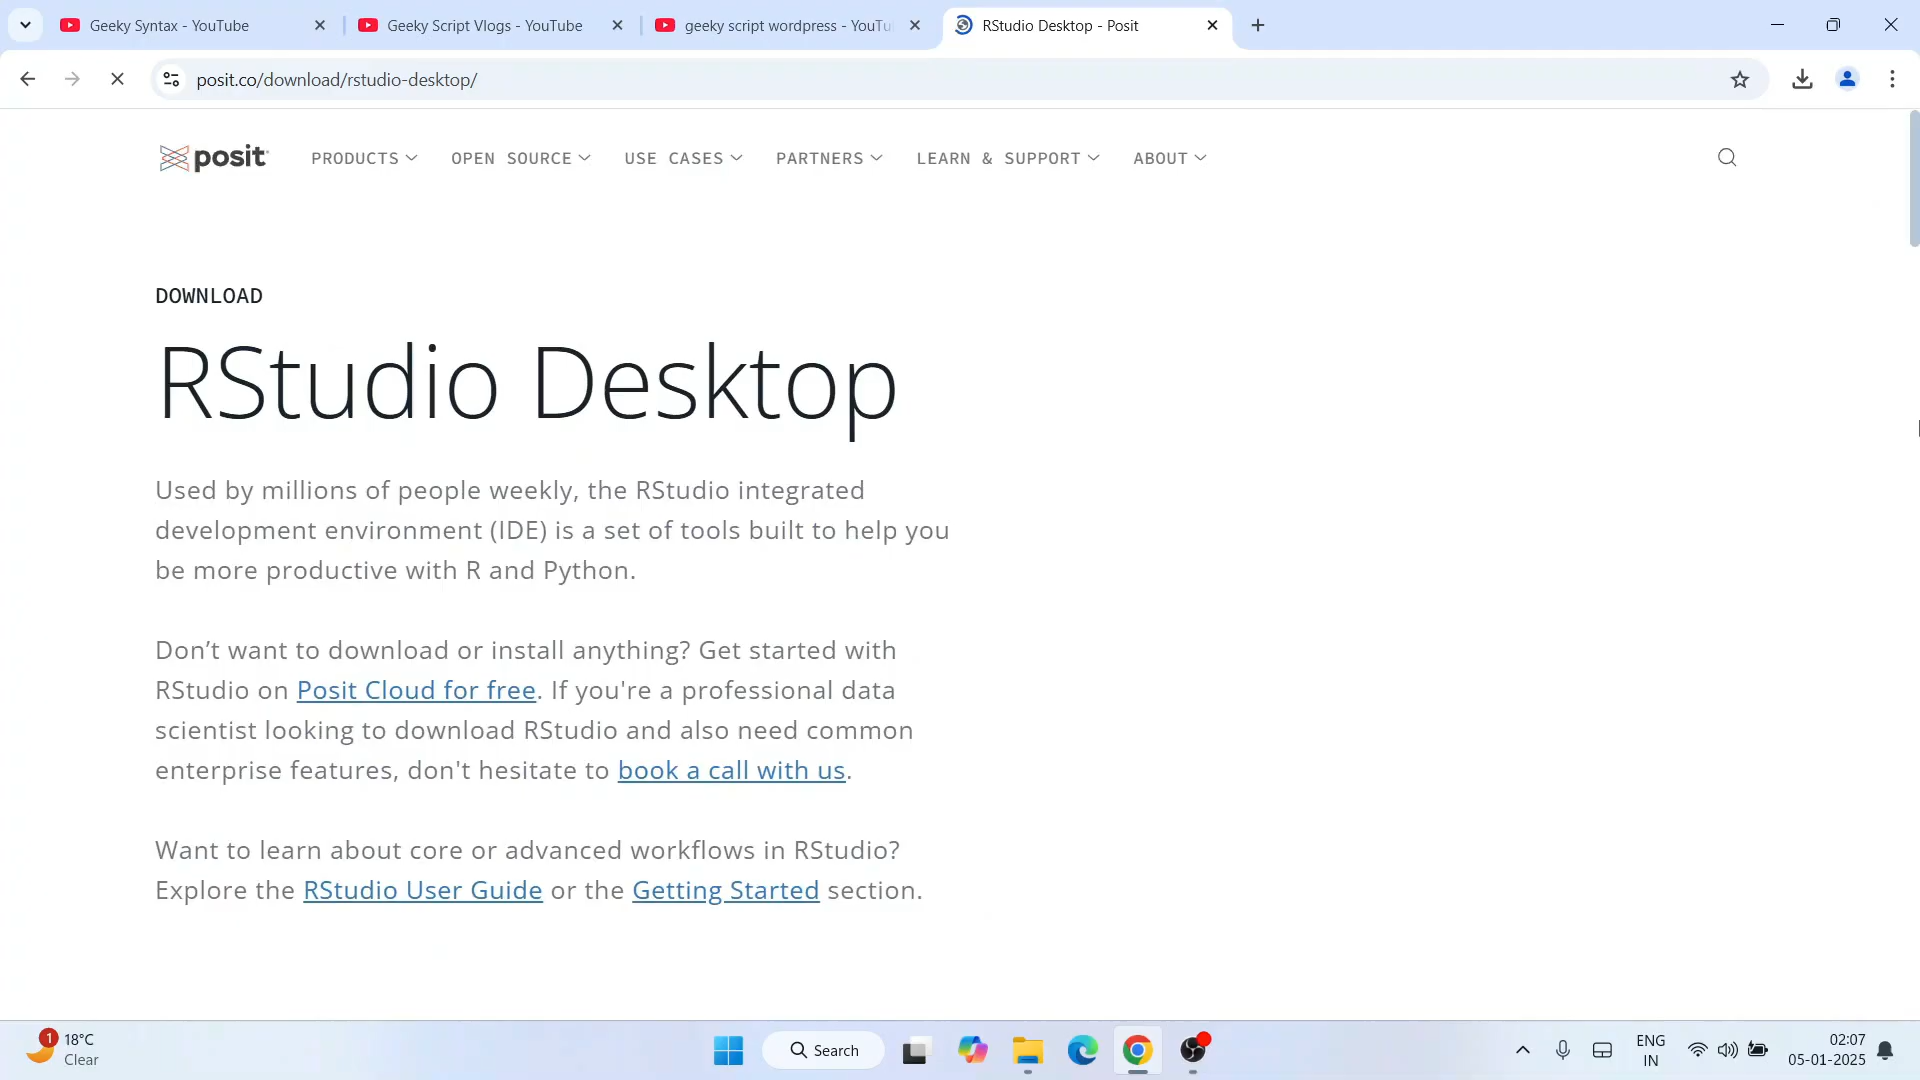 Geeky Syntax - YouTube
Geeky Script Vlogs - YouTube
geeky script wordpress - YouTu
RStudio Desktop - Posit
posit.co/download/rstudio-desktop/
posit
PRODUCTS
OPEN SOURCE
USE CASES
PARTNERS
LEARN & SUPPORT
ABOUT
DOWNLOAD
RStudio Desktop
Used by millions of people weekly, the RStudio integrated
development environment (IDE) is a set of tools built to help you
be more productive with R and Python.
Don’t want to download or install anything? Get started with
RStudio on Posit Cloud for free. If you're a professional data
scientist looking to download RStudio and also need common
enterprise features, don't hesitate to book a call with us.
Want to learn about core or advanced workflows in RStudio?
Explore the RStudio User Guide or the Getting Started section.
1
18°C
Clear
Search
ENG
IN
02:07
05-01-2025